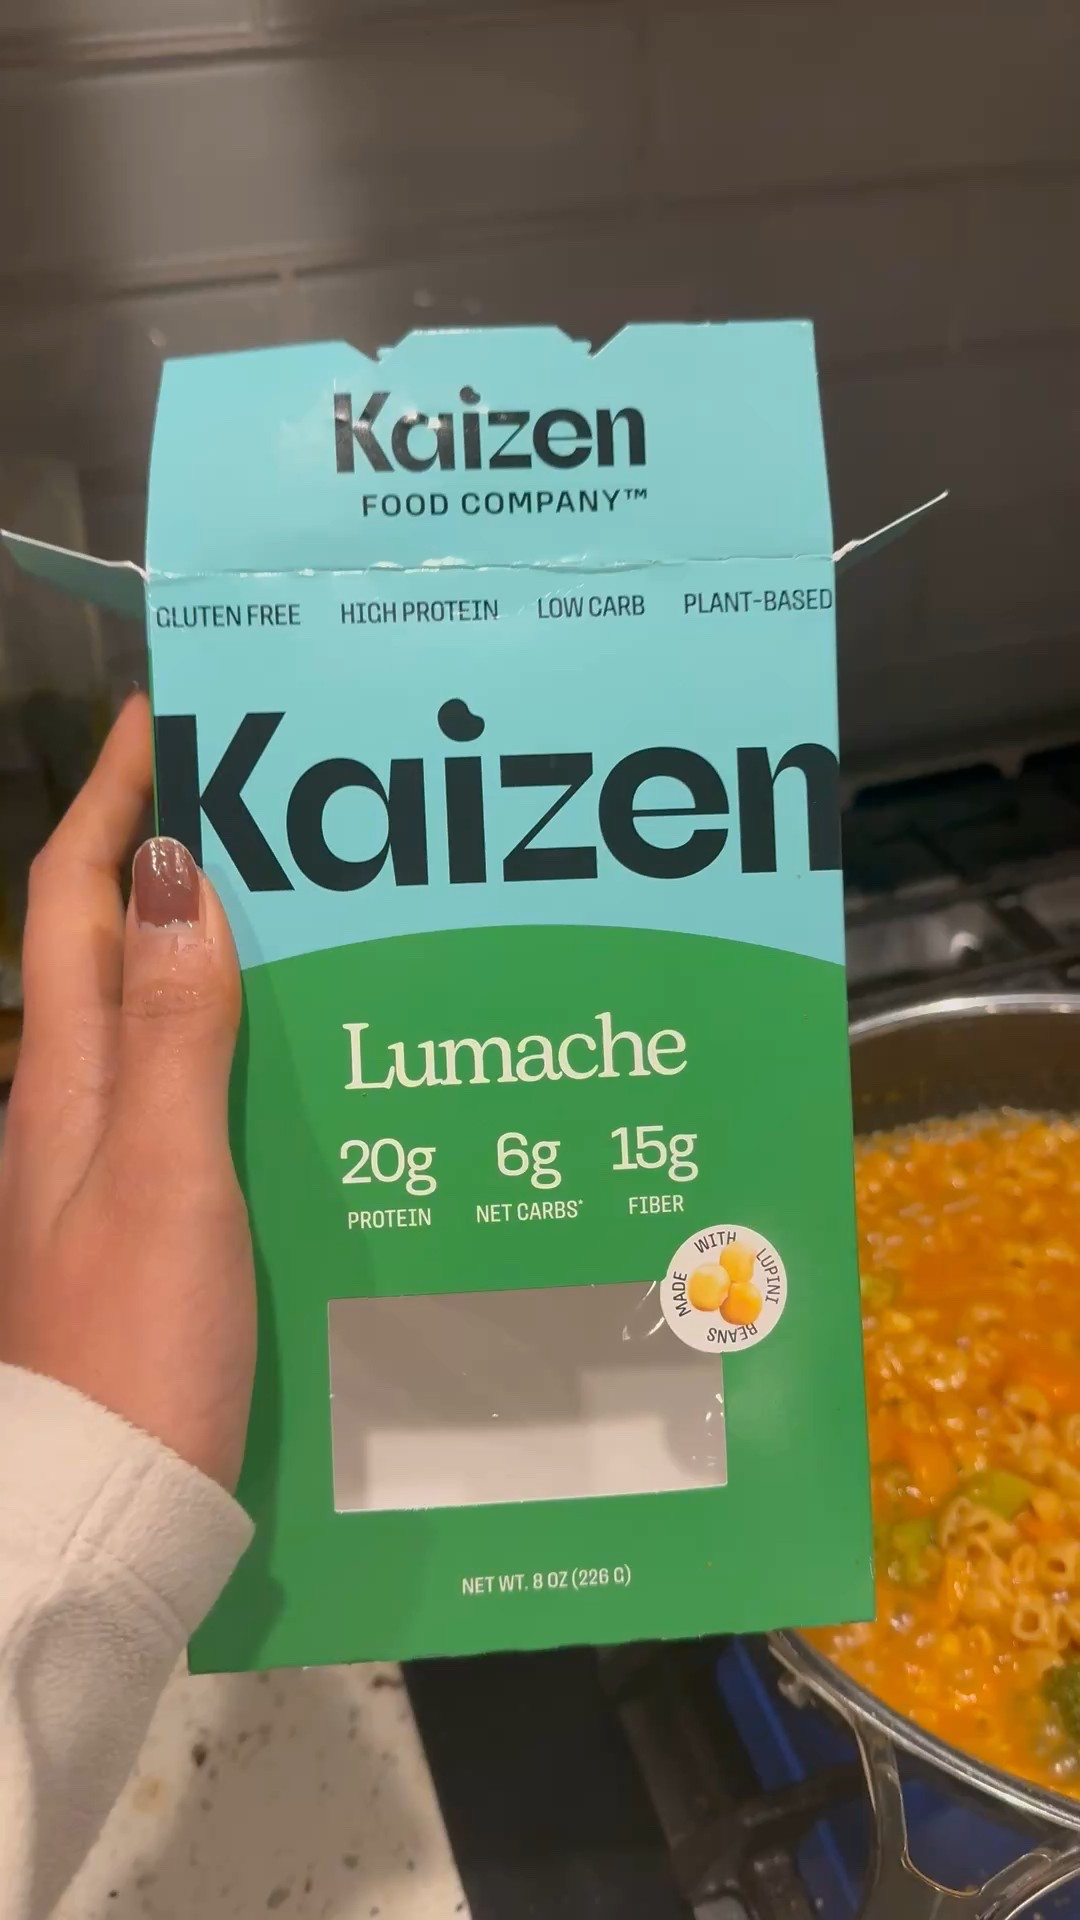 Kaizen
FOOD COMPANY™
GLUTEN FREE HIGH PROTEIN LOW CARB PLANT-BASED
Kaizen
Lumache
20g 6g 15g
PROTEIN NET CARBS* FIBER
MADE WITH LUPINI BEANS
NET WT. 8 OZ (226 G)